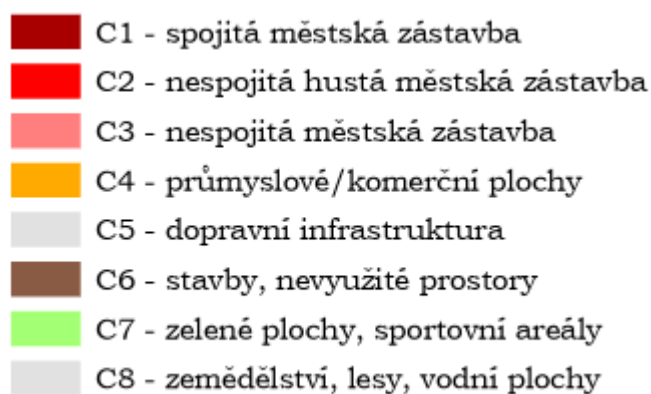 C1 - spojitá městská zástavba
C2 - nespojitá hustá městská zástavba
C3 - nespojitá městská zástavba
C4 - průmyslové/komerční plochy
C5 - dopravní infrastruktura
C6 - stavby, nevyužité prostory
C7 - zelené plochy, sportovní areály
C8 - zemědělství, lesy, vodní plochy